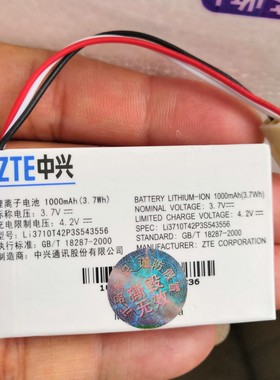 ZTE中兴
锂离子电池 1000mAh(3.7Wh)
标称电压: 3.7V
充电限制电压: 4.2V
型号: Li3710T42P3S543556
执行标准: GB/T 18287-2000
制造商: 中兴通讯股份有限公司
BATTERY LITHIUM-ION 1000mAh(3.7Wh)
NOMINAL VOLTAGE: 3.7V
LIMITED CHARGE VOLTAGE: 4.2V
SPEC: Li3710T42P3S543556
STANDARD: GB/T 18287-2000
MANUFACTURER: ZTE CORPORATION